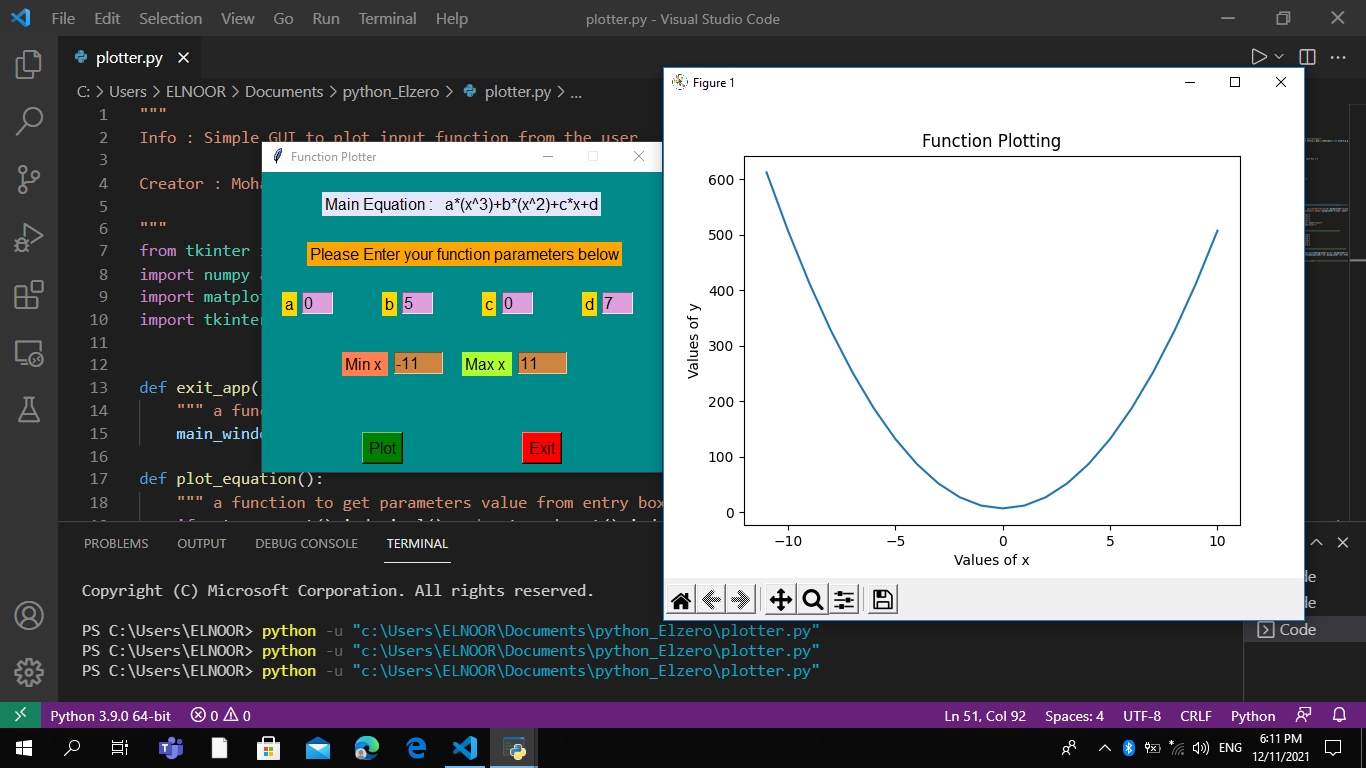 File Edit Selection View Go Run Terminal Help plotter.py - Visual Studio Code
plotter.py
C: > Users > ELNOOR > Documents > python_Elzero > plotter.py > ...
1 """
2 Info : Simple GUI to plot input function from the user
3
4 Creator : Moha
5
6 """
7 from tkinter
8 import numpy a
9 import matplot
10 import tkinter
11
12
13 def exit_app()
14 """ a func
15 main_windo
16
17 def plot_equation():
18 """ a function to get parameters value from entry box
Function Plotter
Main Equation : a*(x^3)+b*(x^2)+c*x+d
Please Enter your function parameters below
a 0 b 5 c 0 d 7
Min x -11 Max x 11
Plot Exit
Figure 1
Function Plotting
600
500
400
300
200
100
0
Values of y
−10 −5 0 5 10
Values of x
PROBLEMS OUTPUT DEBUG CONSOLE TERMINAL
Copyright (C) Microsoft Corporation. All rights reserved.
PS C:\Users\ELNOOR> python -u "c:\Users\ELNOOR\Documents\python_Elzero\plotter.py"
PS C:\Users\ELNOOR> python -u "c:\Users\ELNOOR\Documents\python_Elzero\plotter.py"
PS C:\Users\ELNOOR> python -u "c:\Users\ELNOOR\Documents\python_Elzero\plotter.py"
de
de
Code
Python 3.9.0 64-bit 0 0 Ln 51, Col 92 Spaces: 4 UTF-8 CRLF Python
ENG 6:11 PM
12/11/2021